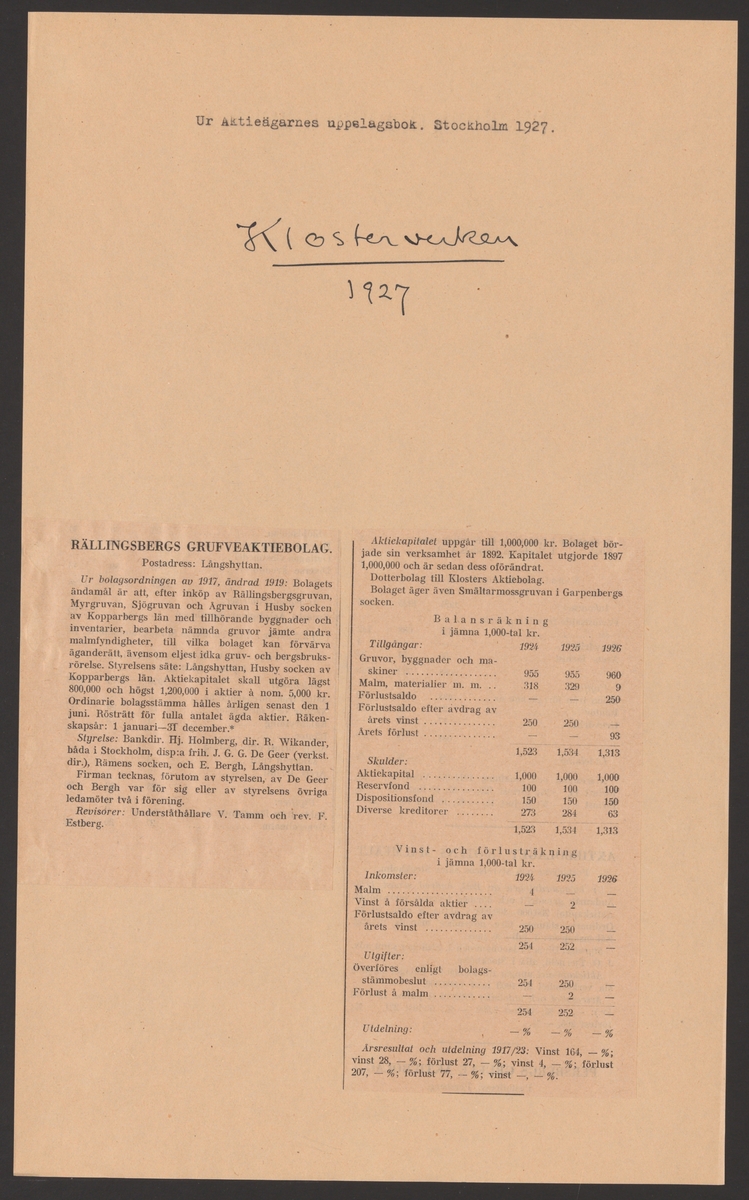 Ur Aktieägarnes uppslagsbok. Stockholm 1927.
Klosterverken
1927
RÄLLINGSBERGS GRUFVEAKTIEBOLAG.
Postadress: Långshyttan.
Ur bolagsordningen av 1917, ändrad 1919: Bolagets
ändamål är att, efter inköp av Rällingsbergsgruvan,
Myrgruvan, Sjögruvan och Ågruvan i Husby socken
av Kopparbergs län med tillhörande byggnader och
inventarier, bearbeta nämnda gruvor jämte andra
malmfyndigheter, till vilka bolaget kan förvärva
äganderätt, ävensom eljest idka gruv- och bergsbruks-
rörelse. Styrelsens säte: Långshyttan, Husby socken av
Kopparbergs län. Aktiekapitalet skall utgöra lägst
800,000 och högst 1,200,000 i aktier à nom. 5,000 kr.
Ordinarie bolagsstämma hålles årligen senast den 1
juni. Rösträtt för fulla antalet ägda aktier. Räken-
skapsår: 1 januari—31 december.*
Styrelse: Bankdir. Hj. Holmberg, dir. R. Wikander,
båda i Stockholm, disp:a frih. J. G. G. De Geer (verkst.
dir.), Rämens socken, och E. Bergh, Långshyttan.
Firman tecknas, förutom av styrelsen, av De Geer
och Bergh var för sig eller av styrelsens övriga
ledamöter två i förening.
Revisorer: Underståthållare V. Tamm och rev. F.
Estberg.
Aktiekapitalet uppgår till 1,000,000 kr. Bolaget bör-
jade sin verksamhet år 1892. Kapitalet utgjorde 1897
1,000,000 och är sedan dess oförändrat.
Dotterbolag till Klosters Aktiebolag.
Bolaget äger även Smältarmossgruvan i Garpenbergs
socken.
Balansräkning
i jämna 1,000-tal kr.
Tillgångar: 1924 1925 1926
Gruvor, byggnader och ma-
skiner .................. 955 955 960
Malm, materialier m. m. .. 318 329 9
Förlustsaldo ............. — — 250
Förlustsaldo efter avdrag av
årets vinst .............. 250 250 —
Årets förlust .............. — — 93
1,523 1,534 1,313
Skulder:
Aktiekapital ............... 1,000 1,000 1,000
Reservfond ................ 100 100 100
Dispositionsfond ........... 150 150 150
Diverse kreditorer ........ 273 284 63
1,523 1,534 1,313
Vinst- och förlusträkning
i jämna 1,000-tal kr.
Inkomster: 1924 1925 1926
Malm ...................... 4 — —
Vinst å försålda aktier .... — 2 —
Förlustsaldo efter avdrag av
årets vinst .............. 250 250 —
254 252 —
Utgifter:
Överföres enligt bolags-
stämmobeslut ............ 254 250 —
Förlust å malm ............ — 2 —
254 252 —
Utdelning: — % — % — %
Årsresultat och utdelning 1917/23: Vinst 164, — %;
vinst 28, — %; förlust 27, — %; vinst 4, — %; förlust
207, — %; förlust 77, — %; vinst —, — %.